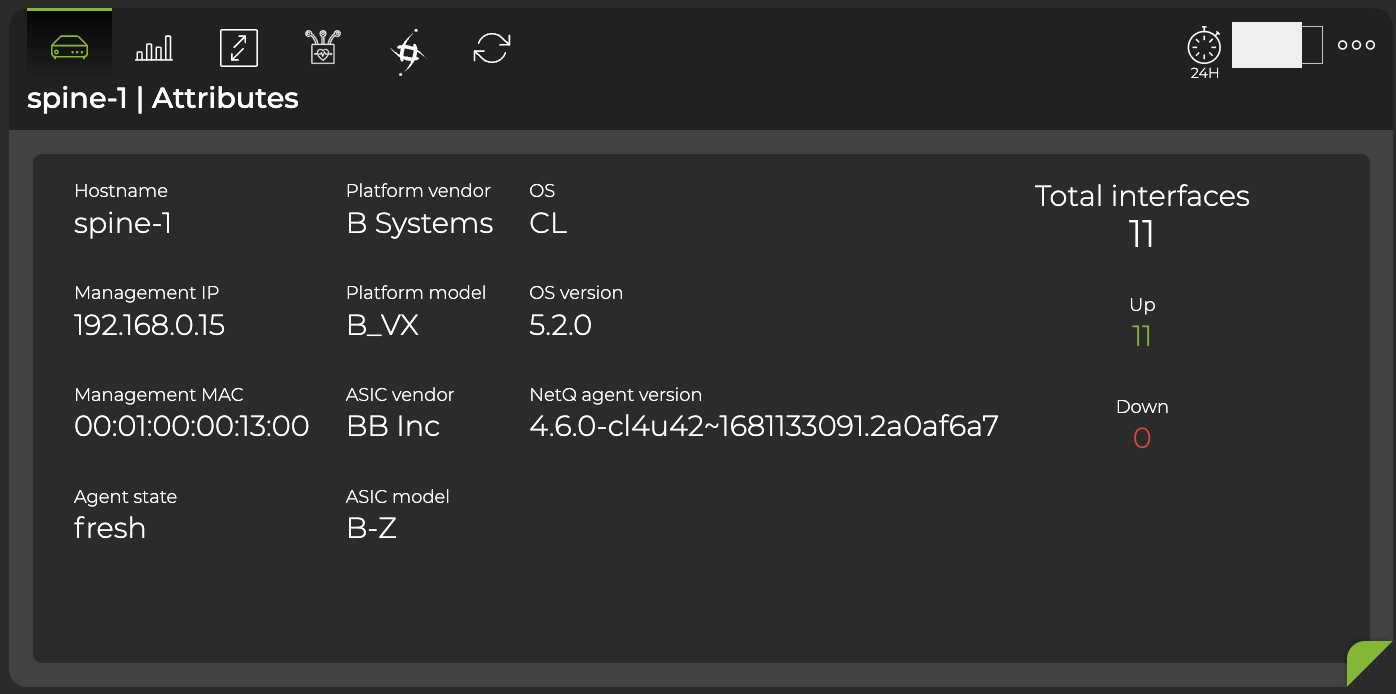 24H
spine-1 | Attributes
Hostname
spine-1
Platform vendor
B Systems
OS
CL
Management IP
192.168.0.15
Platform model
B_VX
OS version
5.2.0
Management MAC
00:01:00:00:13:00
ASIC vendor
BB Inc
NetQ agent version
4.6.0-cl4u42~1681133091.2a0af6a7
Agent state
fresh
ASIC model
B-Z
Total interfaces
11
Up
11
Down
0